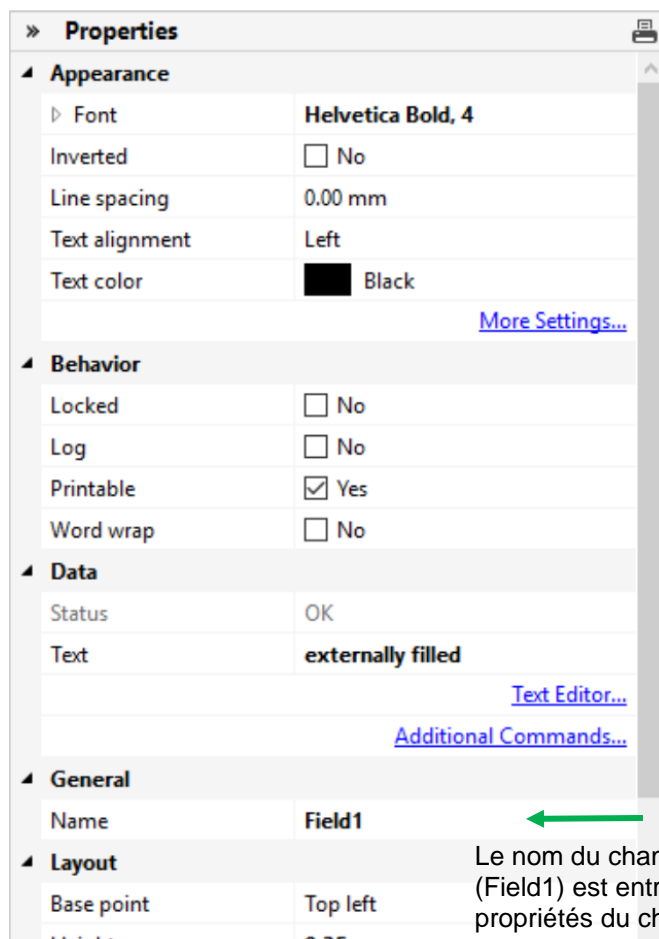 » Properties
Appearance
Font Helvetica Bold, 4
Inverted No
Line spacing 0.00 mm
Text alignment Left
Text color Black
More Settings...
Behavior
Locked No
Log No
Printable Yes
Word wrap No
Data
Status OK
Text externally filled
Text Editor...
Additional Commands...
General
Name Field1
Layout
Le nom du
Base point Top left
(Field1) est
propriétés du